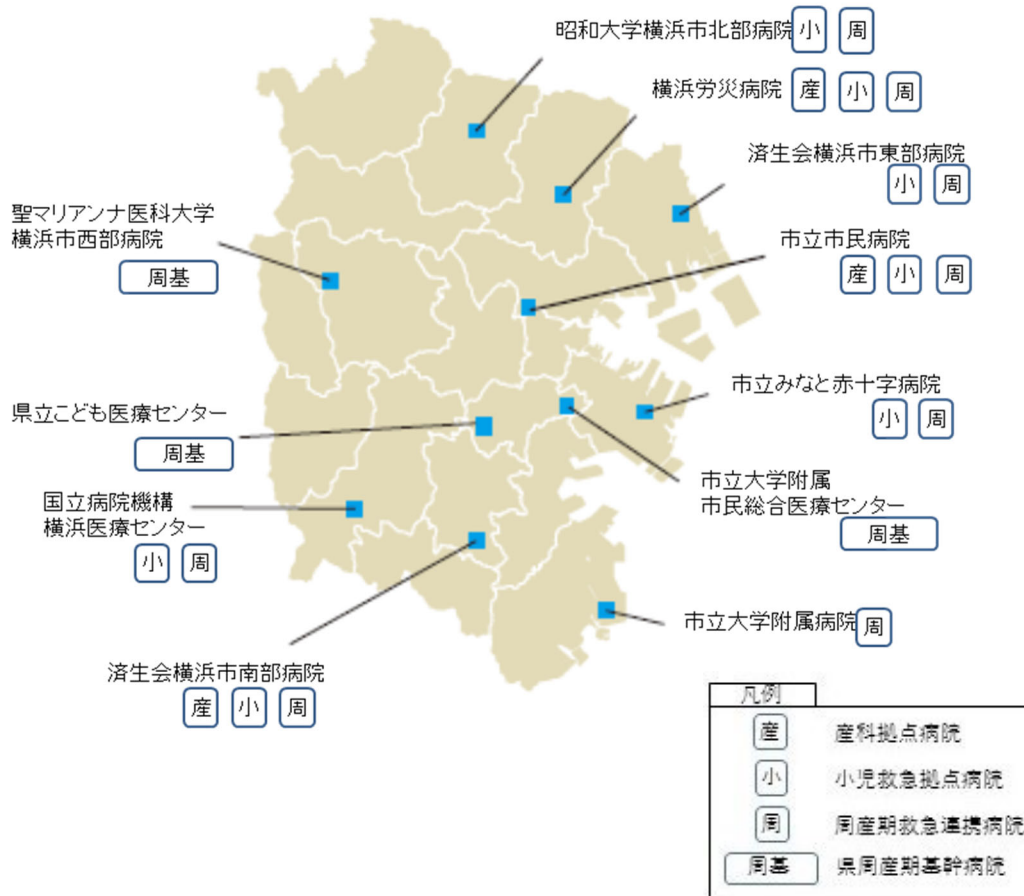 昭和大学横浜市北部病院 小 周
横浜労災病院 産 小 周
済生会横浜市東部病院
小 周
聖マリアンナ医科大学
横浜市西部病院
周基
市立市民病院
産 小 周
市立みなと赤十字病院
小 周
県立こども医療センター
周基
市立大学附属
市民総合医療センター
周基
国立病院機構
横浜医療センター
小 周
市立大学附属病院 周
済生会横浜市南部病院
産 小 周
凡例
産 産科拠点病院
小 小児救急拠点病院
周 周産期救急連携病院
周基 県周産期基幹病院